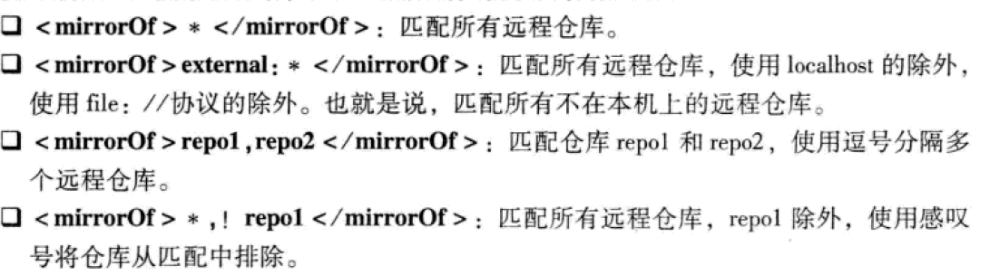 ❑ <mirrorOf> * </mirrorOf>：匹配所有远程仓库。
❑ <mirrorOf>external：* </mirrorOf>：匹配所有远程仓库，使用 localhost 的除外，
使用 file：//协议的除外。也就是说，匹配所有不在本机上的远程仓库。
❑ <mirrorOf>repo1,repo2</mirrorOf>：匹配仓库 repo1 和 repo2，使用逗号分隔多
个远程仓库。
❑ <mirrorOf> *,！repo1</mirrorOf>：匹配所有远程仓库，repo1 除外，使用感叹
号将仓库从匹配中排除。